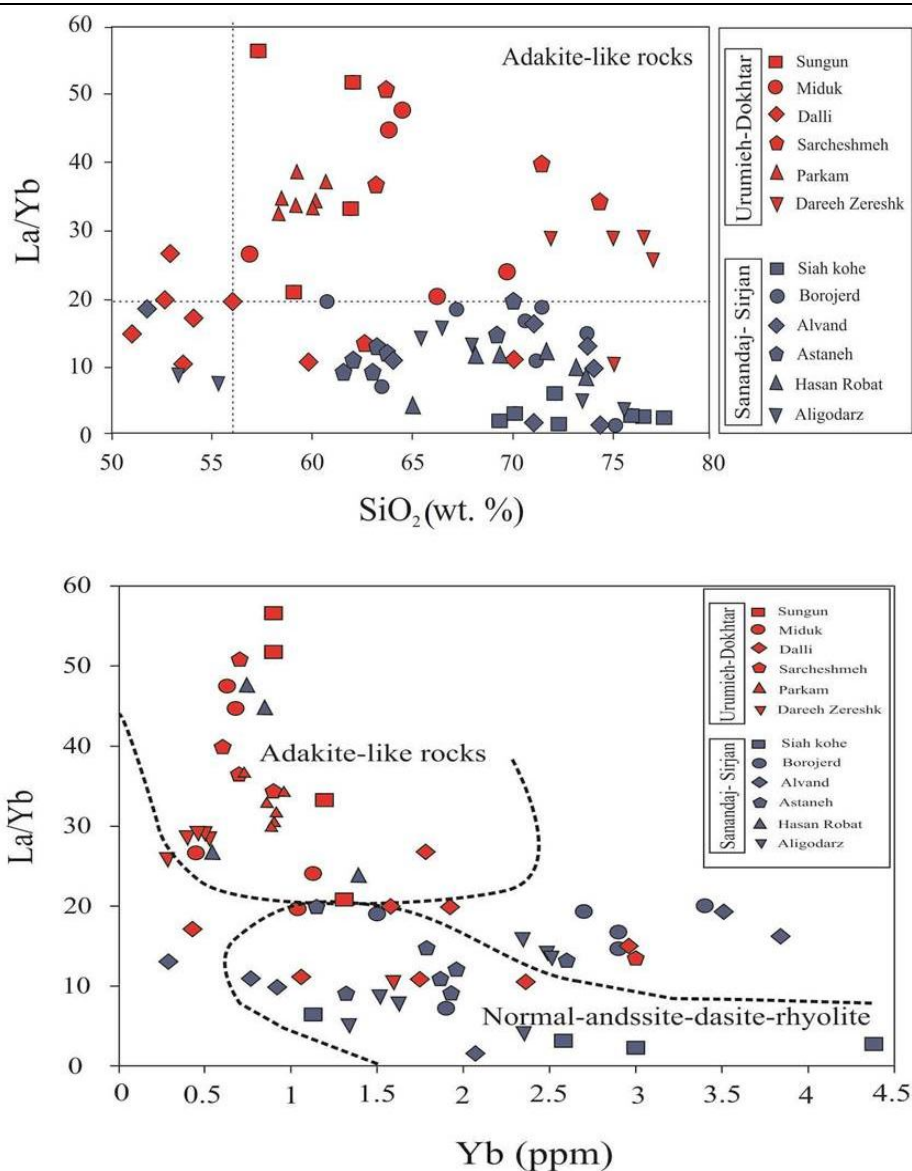 60
50
40
30
20
10
0
La/Yb
Adakite-like rocks
50 55 60 65 70 75 80
SiO₂(wt. %)
Urumieh-Dokhtar
Sungun
Miduk
Dalli
Sarcheshmeh
Parkam
Dareeh Zereshk
Sanandaj- Sirjan
Siah kohe
Borojerd
Alvand
Astaneh
Hasan Robat
Aligodarz
60
50
40
30
20
10
0
La/Yb
Adakite-like rocks
Normal-andssite-dasite-rhyolite
0 0.5 1 1.5 2 2.5 3 3.5 4 4.5
Yb (ppm)
Urumieh-Dokhtar
Sungun
Miduk
Dalli
Sarcheshmeh
Parkam
Dareeh Zereshk
Sanandaj- Sirjan
Siah kohe
Borojerd
Alvand
Astaneh
Hasan Robat
Aligodarz